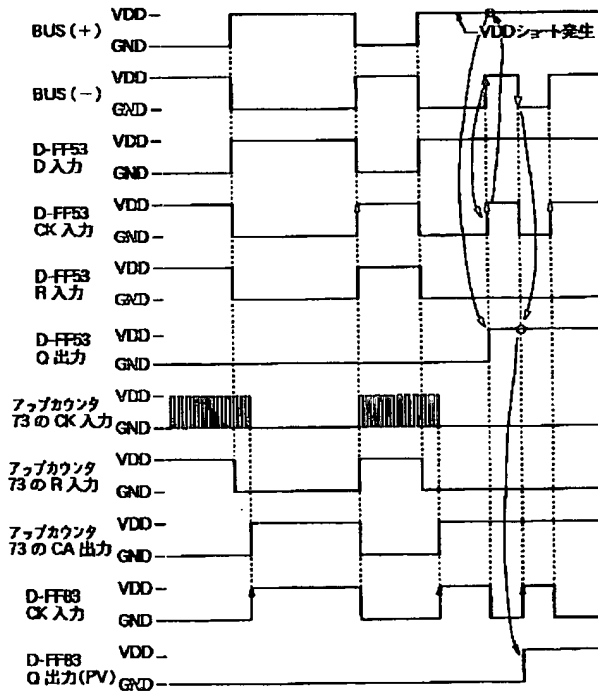 BUS(+) VDD GND
VDDショート発生
BUS(−) VDD GND
D-FF53 D入力 VDD GND
D-FF53 CK入力 VDD GND
D-FF53 R入力 VDD GND
D-FF53 Q出力 VDD GND
アップカウンタ 73のCK入力 VDD GND
アップカウンタ 73のR入力 VDD GND
アップカウンタ 73のCA出力 VDD GND
D-FF83 CK入力 VDD GND
D-FF83 Q出力(PV) VDD GND